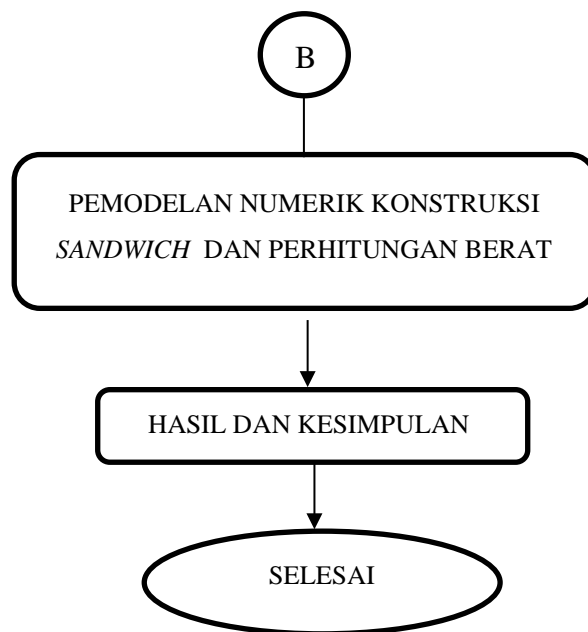 B
PEMODELAN NUMERIK KONSTRUKSI
SANDWICH DAN PERHITUNGAN BERAT
HASIL DAN KESIMPULAN
SELESAI